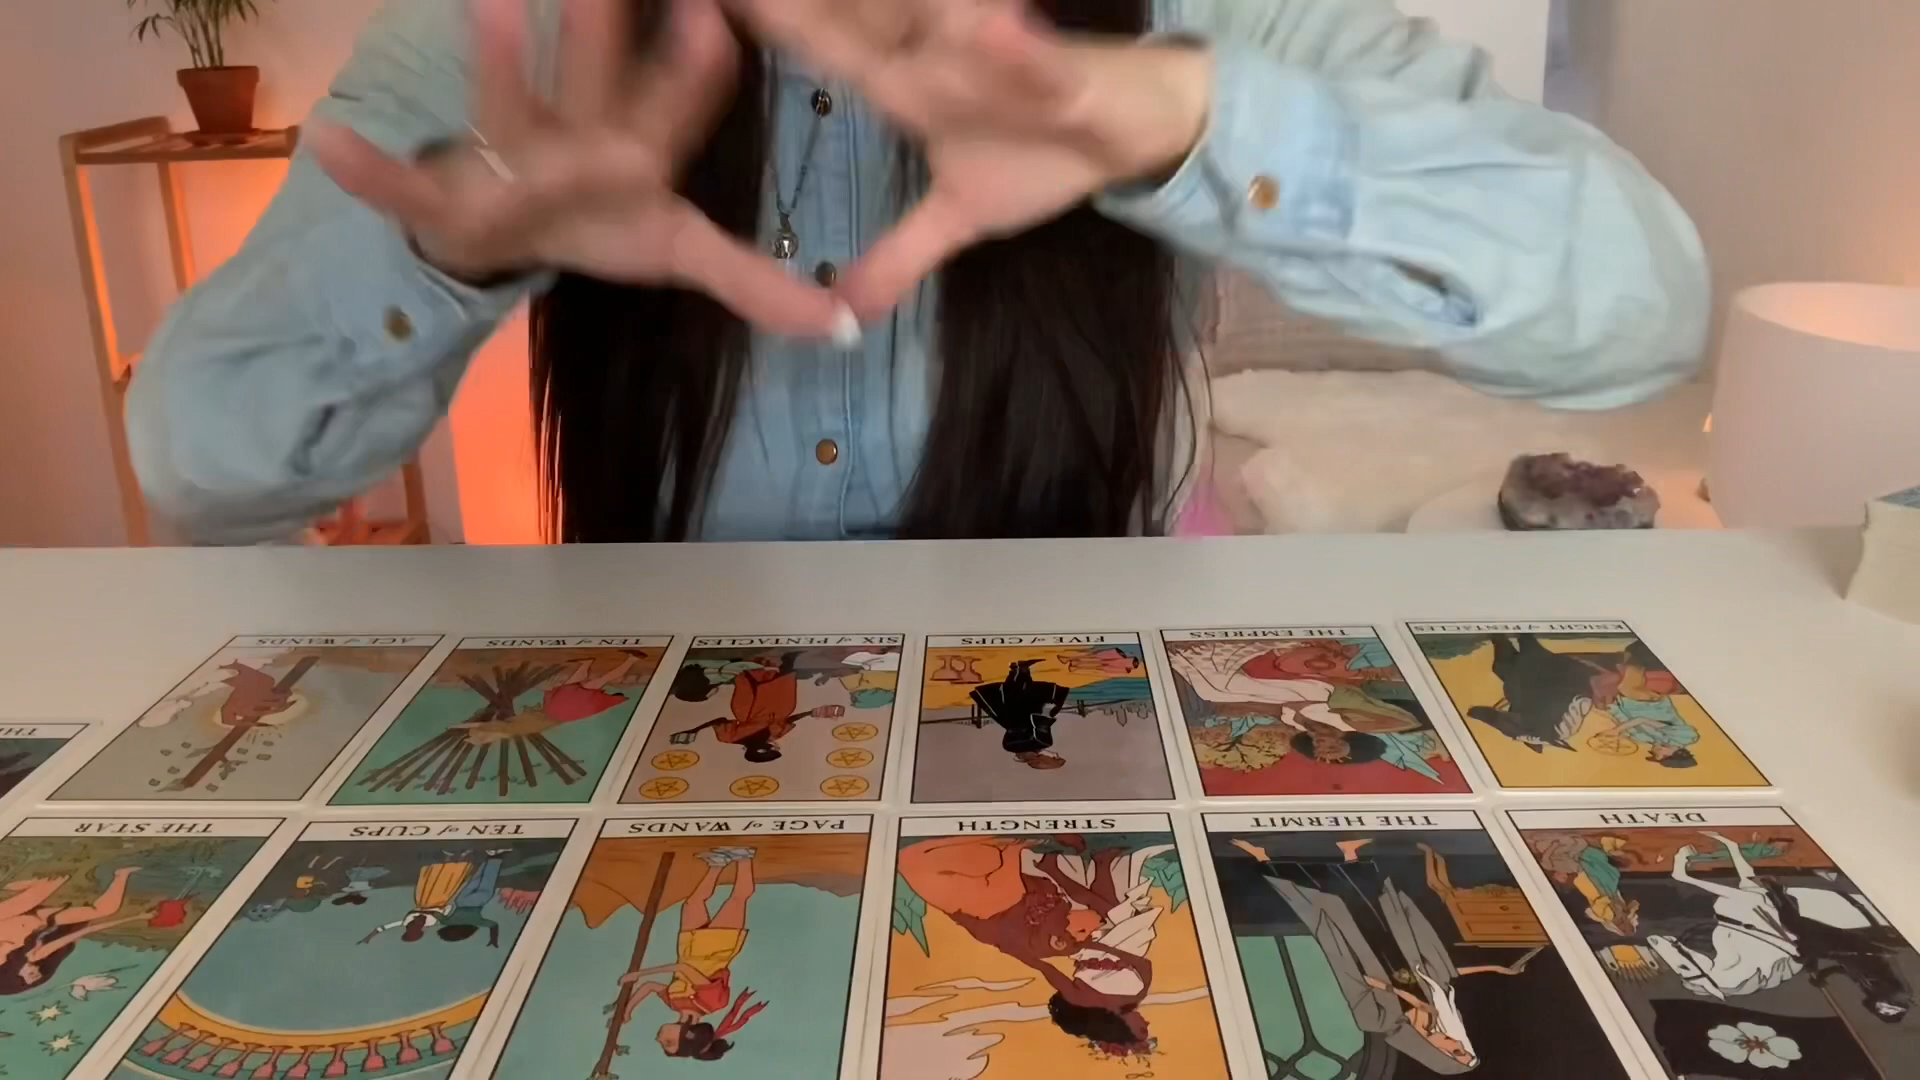 ACE of WANDS
TEN of WANDS
SIX of PENTACLES
FIVE of CUPS
THE EMPRESS
KNIGHT of PENTACLES
THE STAR
TEN of CUPS
PAGE of WANDS
STRENGTH
THE HERMIT
DEATH